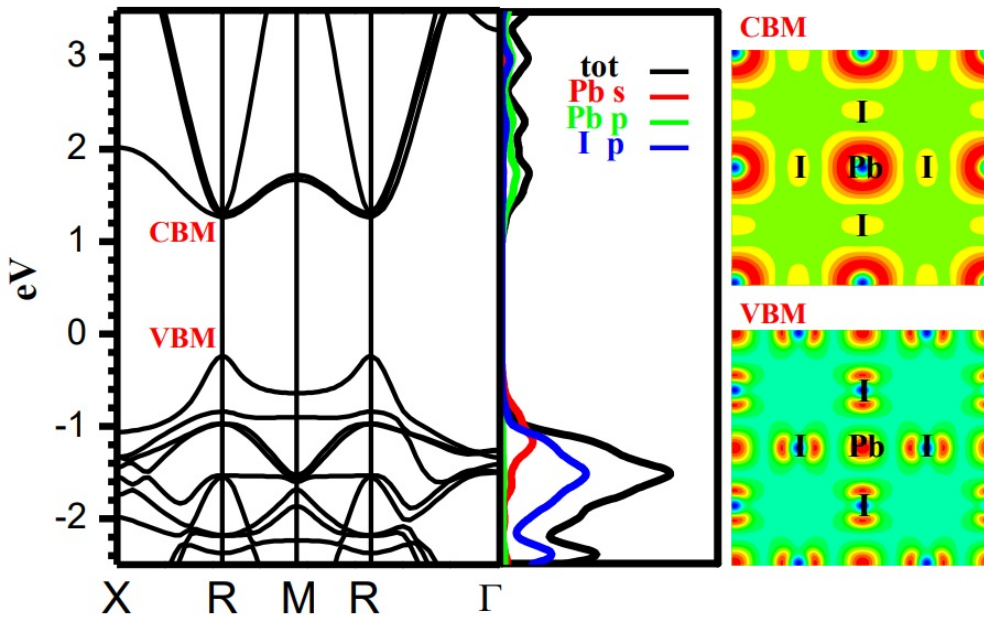 eV
3
2
1
0
-1
-2
CBM
VBM
X R M R Γ
tot
Pb s
Pb p
I p
CBM
I
I Pb I
I
VBM
I
I Pb I
I